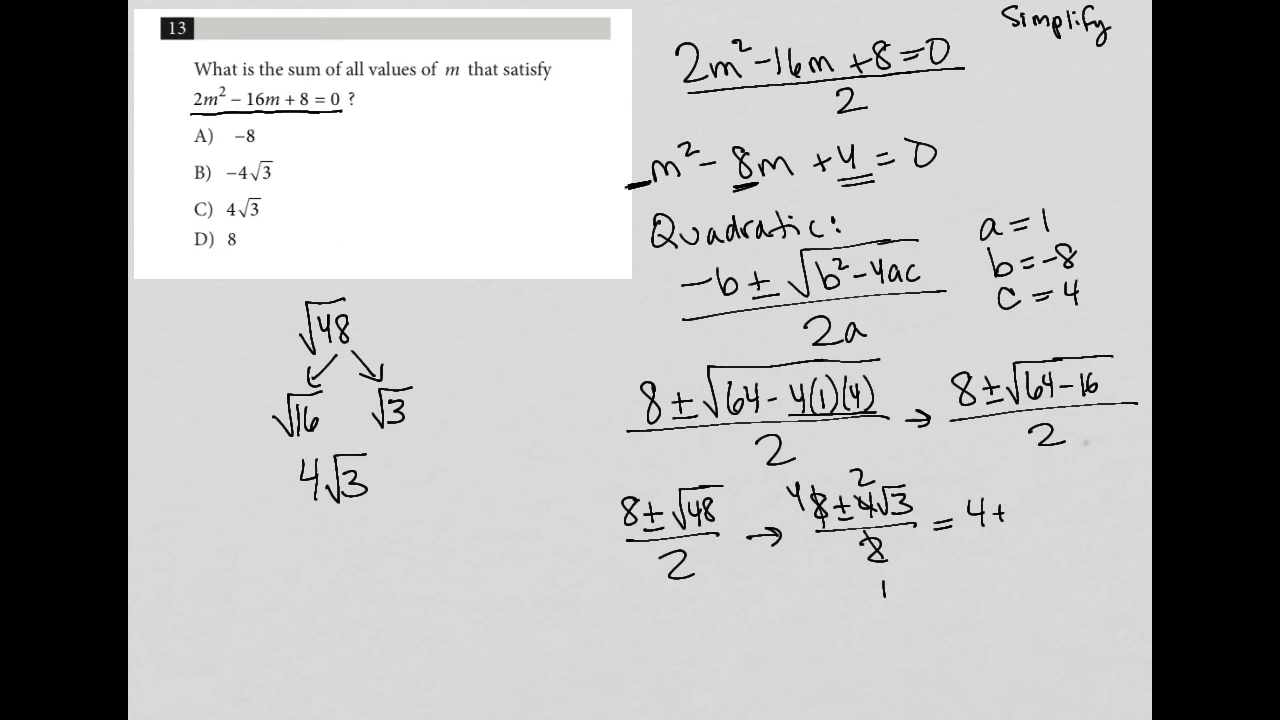 13
What is the sum of all values of m that satisfy
2m² − 16m + 8 = 0 ?
A) −8
B) −4√3
C) 4√3
D) 8
Simplify
2m² - 16m + 8 = 0
2
m² - 8m + 4 = 0
Quadratic:
-b ± √b² - 4ac
2a
a = 1
b = -8
c = 4
8 ± √64 - 4(1)(4)
2
→
8 ± √64 - 16
2
8 ± √48
2
→
4 8 ± 2 4√3
2
1
= 4 +
√48
√16 √3
4√3